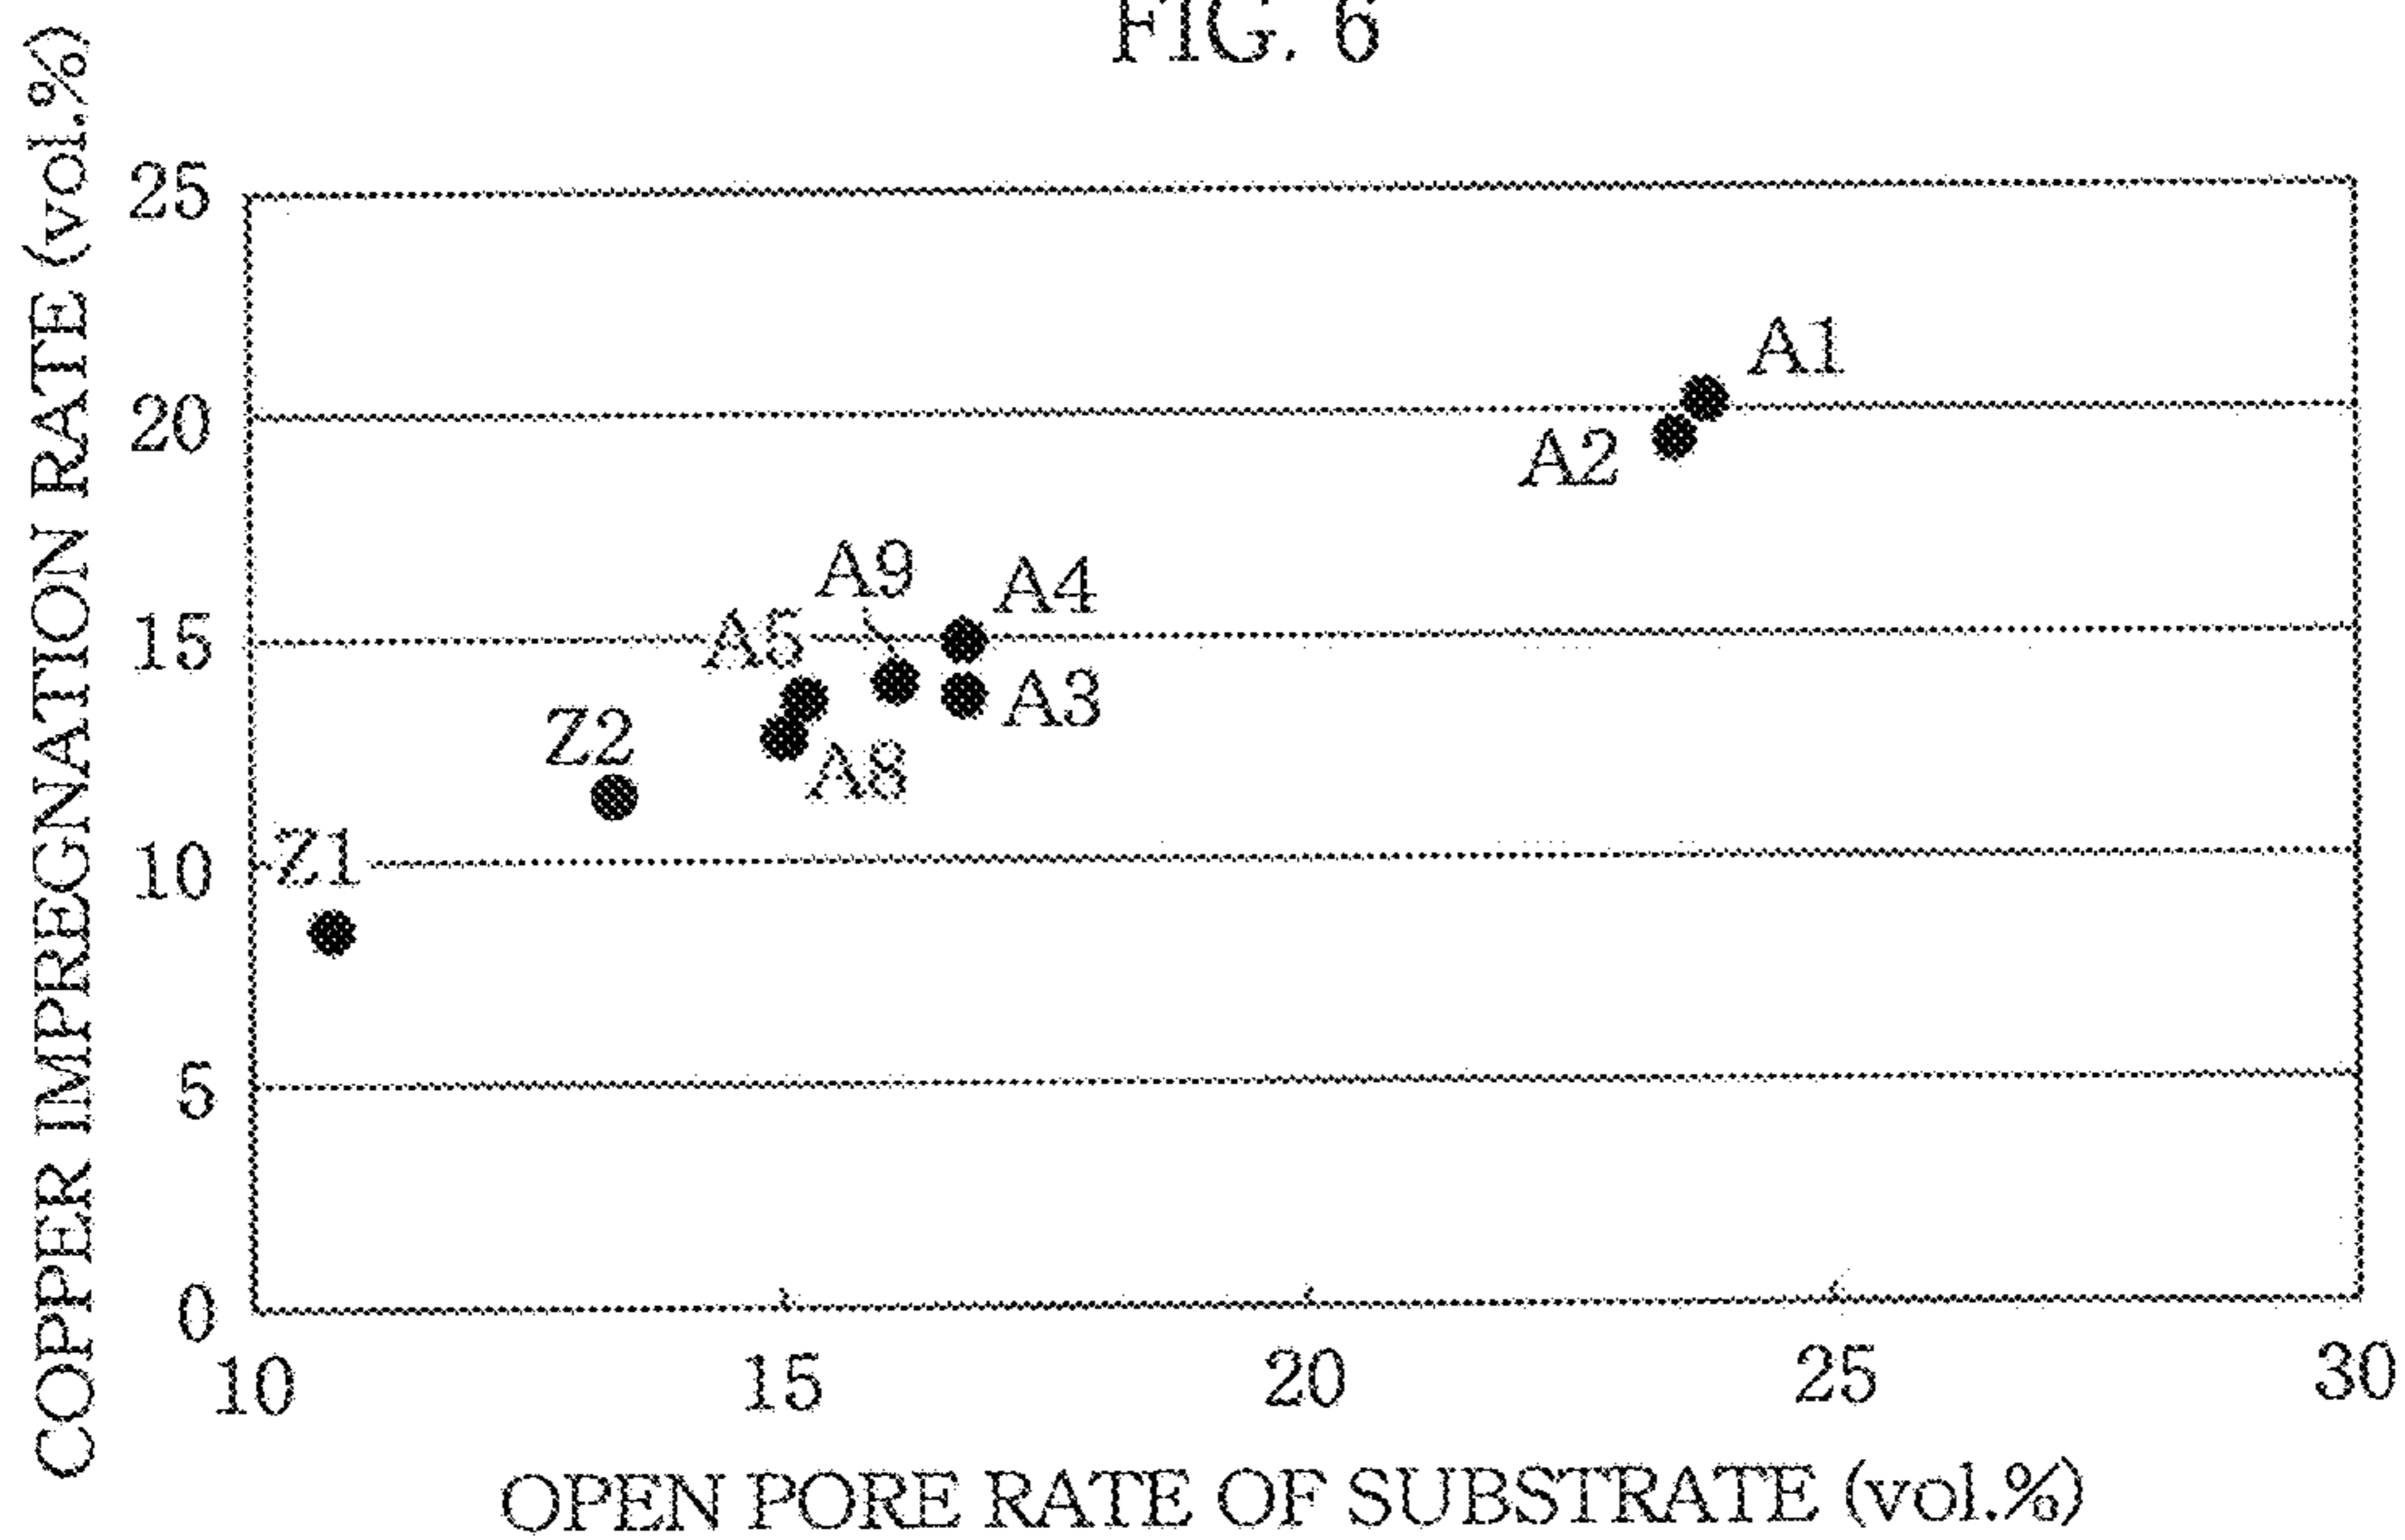 FIG. 6
COPPER IMPREGNATION RATE (vol.%)
25
20
15
10
5
0
A1
A2
A9
A4
A5
A3
Z2
A8
Z1
10 15 20 25 30
OPEN PORE RATE OF SUBSTRATE (vol.%)